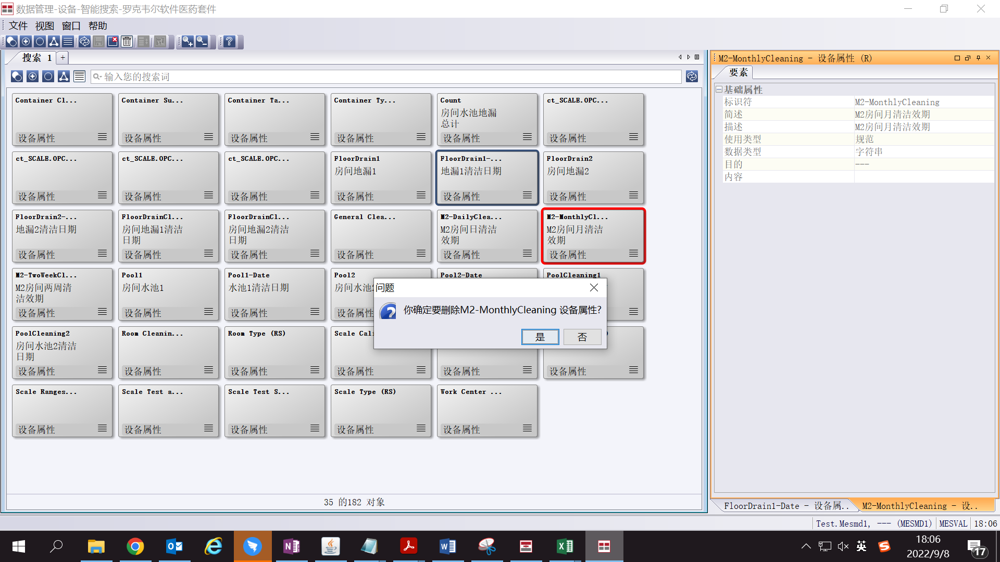 数据管理-设备-智能搜索-罗克韦尔软件医药套件
文件 视图 窗口 帮助
搜索 1 +
输入您的搜索词
Container Cl... Container Su... Container Ta... Container Ty... Count ct_SCALE.OPC...
房间水池地漏
总计
设备属性 设备属性 设备属性 设备属性 设备属性 设备属性
ct_SCALE.OPC... ct_SCALE.OPC... ct_SCALE.OPC... FloorDrain1 FloorDrain1-... FloorDrain2
房间地漏1 地漏1清洁日期 房间地漏2
设备属性 设备属性 设备属性 设备属性 设备属性 设备属性
FloorDrain2-... FloorDrainCl... FloorDrainCl... General Clea... M2-DailyClea... M2-MonthlyCl...
地漏2清洁日期 房间地漏1清洁 房间地漏2清洁 M2房间日清洁 M2房间月清洁
日期 日期 效期 效期
设备属性 设备属性 设备属性 设备属性 设备属性 设备属性
M2-TwoWeekCl... Pool1 Pool1-Date Pool2 Pool2-Date PoolCleaning1
M2房间两周清 房间水池1 水池1清洁日期 房间水池
洁效期
设备属性 设备属性 设备属性 设备属性
PoolCleaning2 Room Cleanin... Room Type (RS) Scale Cali
房间水池2清洁
日期
设备属性 设备属性 设备属性 设备属性 设备属性 设备属性
Scale Ranges... Scale Test a... Scale Test S... Scale Type (RS) Work Center ...
设备属性 设备属性 设备属性 设备属性 设备属性
35 的182 对象
问题
你确定要删除M2-MonthlyCleaning 设备属性?
是 否
M2-MonthlyCleaning - 设备属性 (R)
要素
基础属性
标识符 M2-MonthlyCleaning
简述 M2房间月清洁效期
描述 M2房间月清洁效期
使用类型 规范
数据类型 字符串
目的 ---
内容
FloorDrain1-Date - 设备属.. M2-MonthlyCleaning - 设..
Test.Mesmd1, --- (MESMD1) MESVAL 18:06
英
18:06
2022/9/8
17